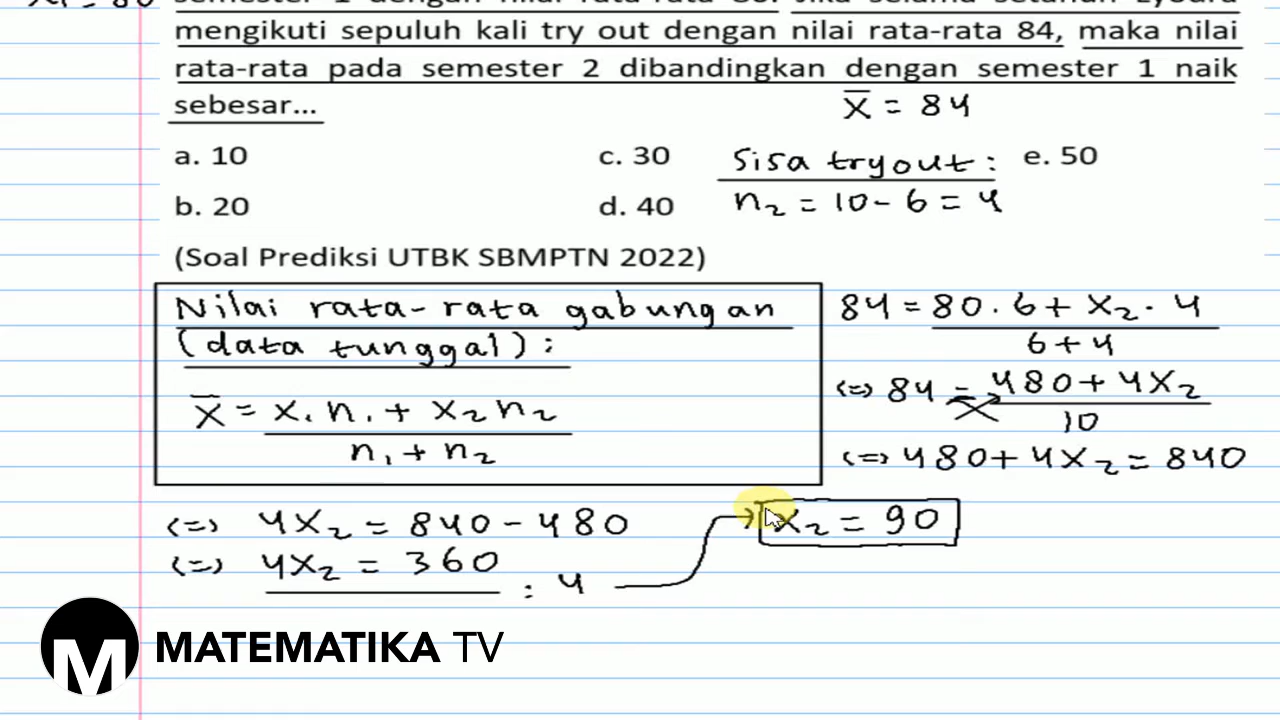 mengikuti sepuluh kali try out dengan nilai rata-rata 84, maka nilai
rata-rata pada semester 2 dibandingkan dengan semester 1 naik
sebesar...
x̄ = 84
a. 10
c. 30
e. 50
Sisa tryout:
b. 20
d. 40
n₂ = 10 - 6 = 4
(Soal Prediksi UTBK SBMPTN 2022)
Nilai rata-rata gabungan
(data tunggal):
x̄ = x₁n₁ + x₂n₂
n₁ + n₂
84 = 80 . 6 + x₂ . 4
6 + 4
<=> 84 = 480 + 4x₂
10
<=> 480 + 4x₂ = 840
<=> 4x₂ = 840 - 480
<=> 4x₂ = 360
: 4
x₂ = 90
M MATEMATIKA TV